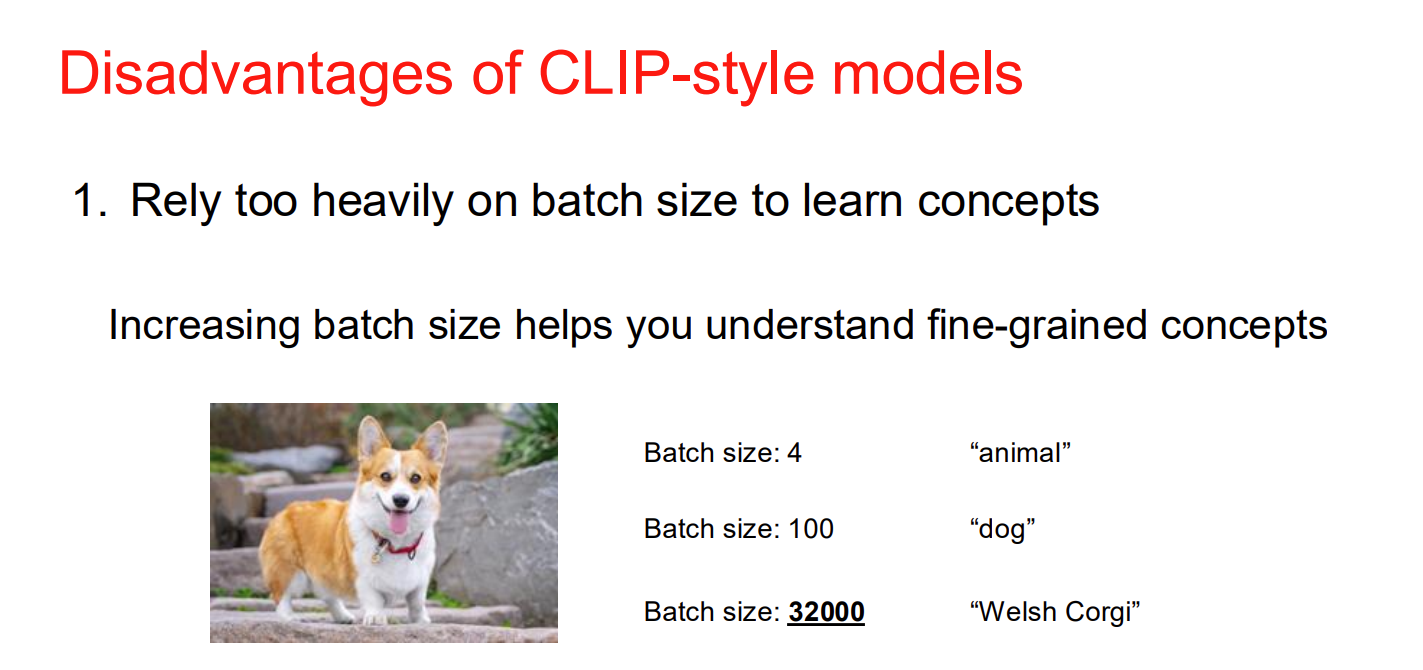 Disadvantages of CLIP-style models
1. Rely too heavily on batch size to learn concepts
Increasing batch size helps you understand fine-grained concepts
Batch size: 4 “animal”
Batch size: 100 “dog”
Batch size: 32000 “Welsh Corgi”